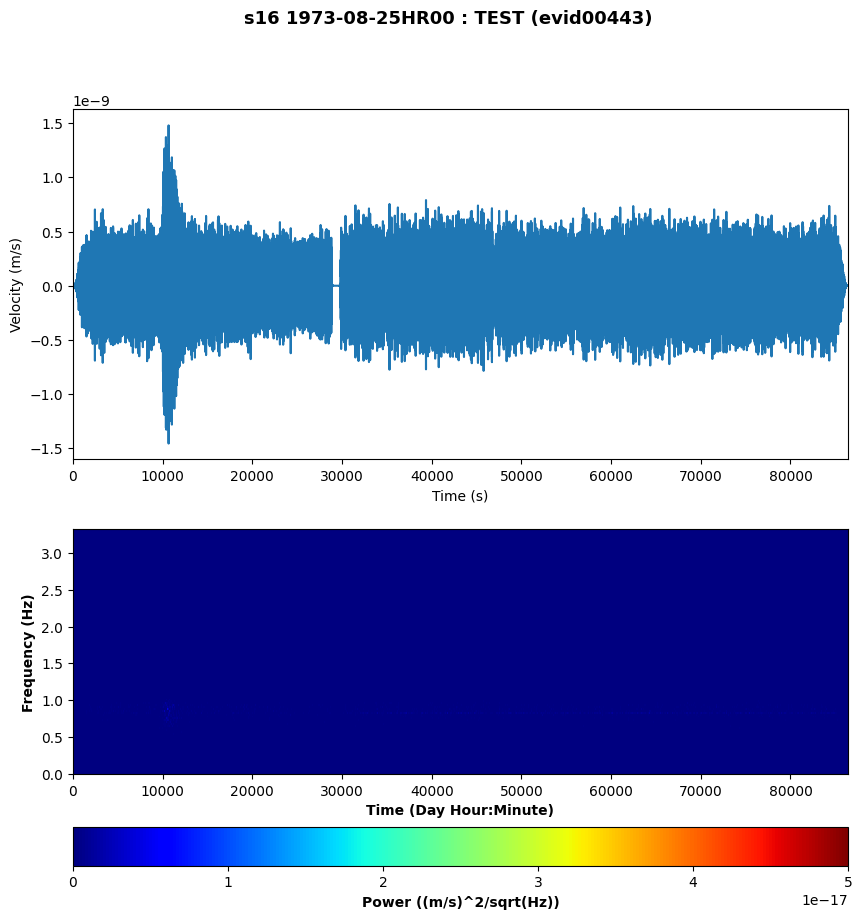 s16 1973-08-25HR00 : TEST (evid00443)
1e−9
1.5
1.0
0.5
0.0
−0.5
−1.0
−1.5
Velocity (m/s)
0 10000 20000 30000 40000 50000 60000 70000 80000
Time (s)
3.0
2.5
2.0
1.5
1.0
0.5
0.0
Frequency (Hz)
0 10000 20000 30000 40000 50000 60000 70000 80000
Time (Day Hour:Minute)
0 1 2 3 4 5
1e−17
Power ((m/s)^2/sqrt(Hz))